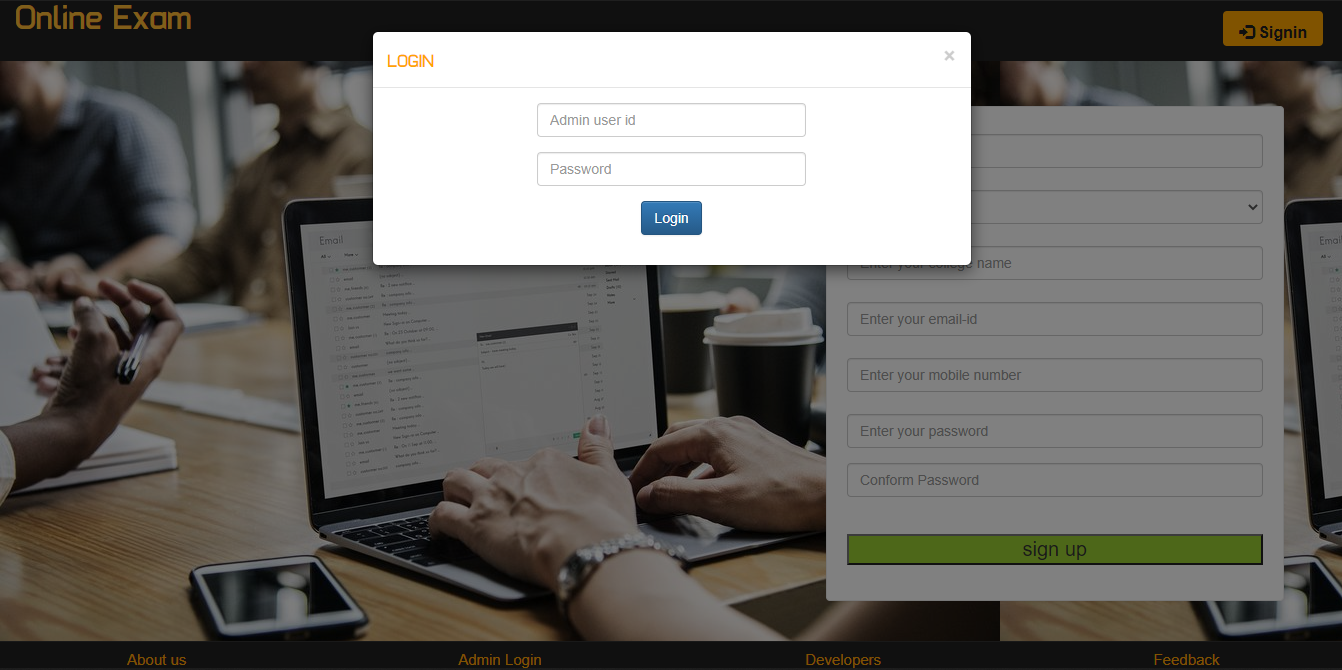 Online Exam
Signin
LOGIN
×
Admin user id
Password
Login
Enter your college name
Enter your email-id
Enter your mobile number
Enter your password
Conform Password
sign up
Email
About us
Admin Login
Developers
Feedback